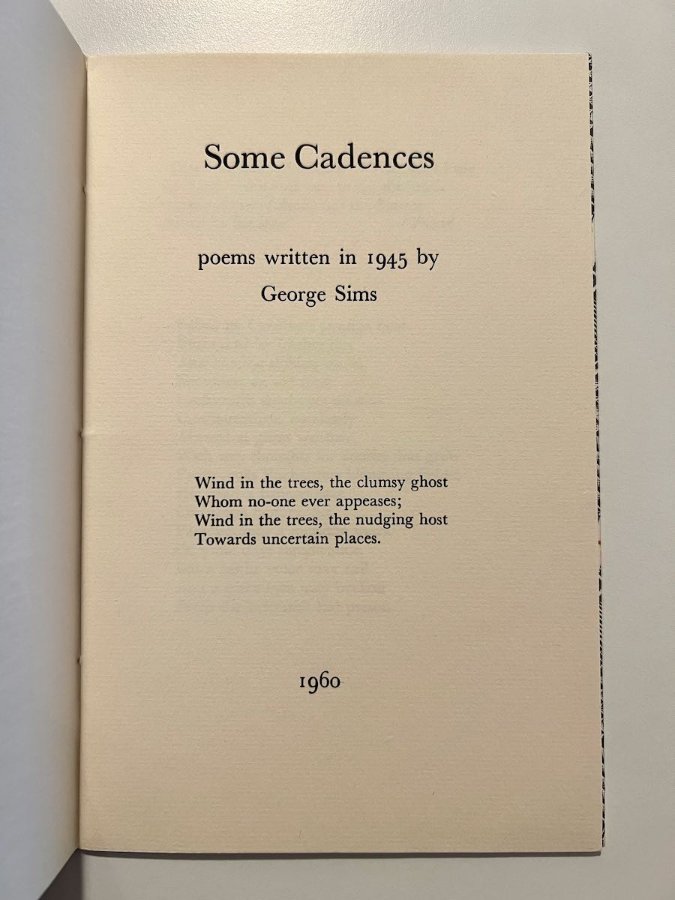 Some Cadences
poems written in 1945 by
George Sims
Wind in the trees, the clumsy ghost
Whom no-one ever appeases;
Wind in the trees, the nudging host
Towards uncertain places.
1960